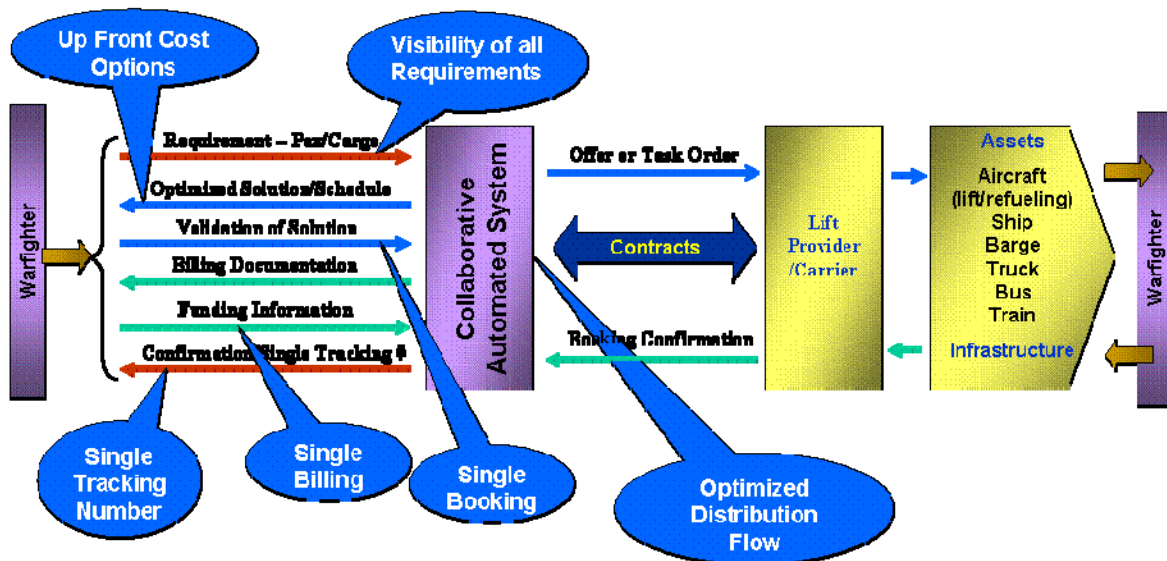 Up Front Cost
Options
Visibility of all
Requirements
Warfighter
Requirement – Pax/Cargo
Optimized Solution/Schedule
Validation of Solution
Billing Documentation
Funding Information
Confirmation/Single Tracking #
Collaborative
Automated System
Offer or Task Order
Contracts
Booking Confirmation
Lift
Provider
/Carrier
Assets
Aircraft
(lift/refueling)
Ship
Barge
Truck
Bus
Train
Infrastructure
Warfighter
Single
Tracking
Number
Single
Billing
Single
Booking
Optimized
Distribution
Flow